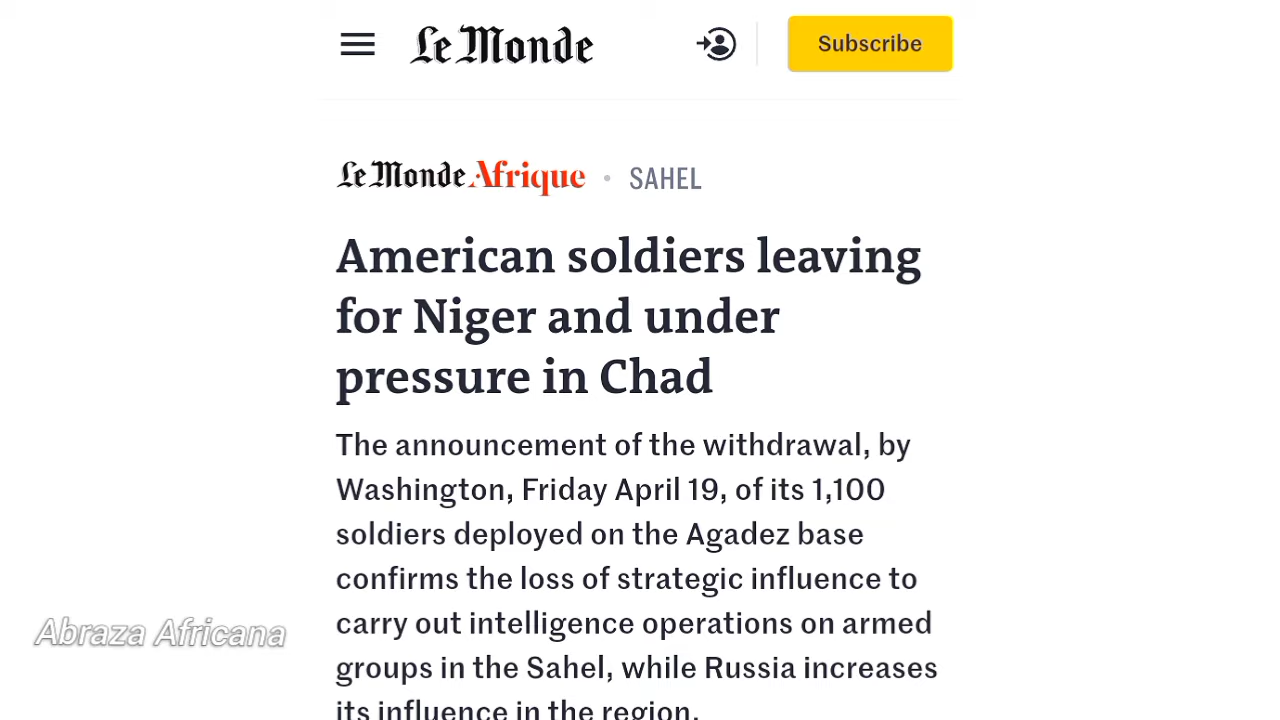 Le Monde
Subscribe
Le Monde Afrique • SAHEL
American soldiers leaving
for Niger and under
pressure in Chad
The announcement of the withdrawal, by
Washington, Friday April 19, of its 1,100
soldiers deployed on the Agadez base
confirms the loss of strategic influence to
carry out intelligence operations on armed
groups in the Sahel, while Russia increases
its influence in the region.
Abraza Africana